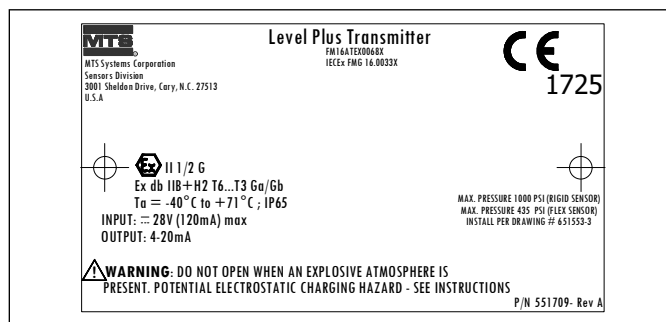 MTS
Level Plus Transmitter
FM16ATEX0068X
IECEx FMG 16.0033X
CE
1725
MTS Systems Corporation
Sensors Division
3001 Sheldon Drive, Cary, N.C. 27513
U.S.A
Ex II 1/2 G
Ex db IIB+H2 T6...T3 Ga/Gb
Ta = -40°C to +71°C ; IP65
INPUT: ⎓ 28V (120mA) max
OUTPUT: 4-20mA
MAX. PRESSURE 1000 PSI (RIGID SENSOR)
MAX. PRESSURE 435 PSI (FLEX SENSOR)
INSTALL PER DRAWING # 651553-3
WARNING: DO NOT OPEN WHEN AN EXPLOSIVE ATMOSPHERE IS
PRESENT. POTENTIAL ELECTROSTATIC CHARGING HAZARD - SEE INSTRUCTIONS
P/N 551709- Rev A